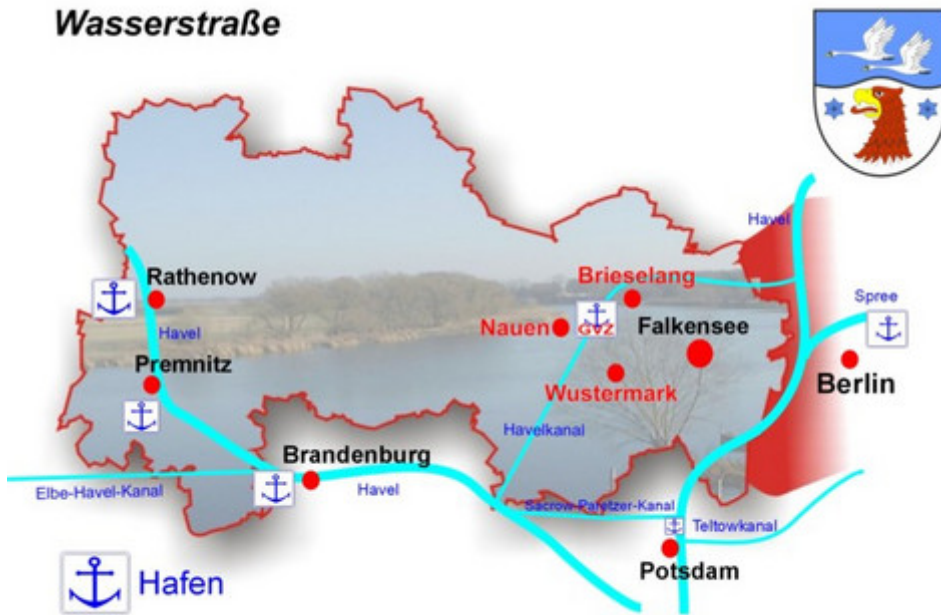 Wasserstraße
Havel
Rathenow
Brieselang
Spree
Nauen
GVZ
Falkensee
Havel
Premnitz
Wustermark
Berlin
Havelkanal
Brandenburg
Elbe-Havel-Kanal
Havel
Sacrow-Paretzer-Kanal
Teltowkanal
Potsdam
Hafen